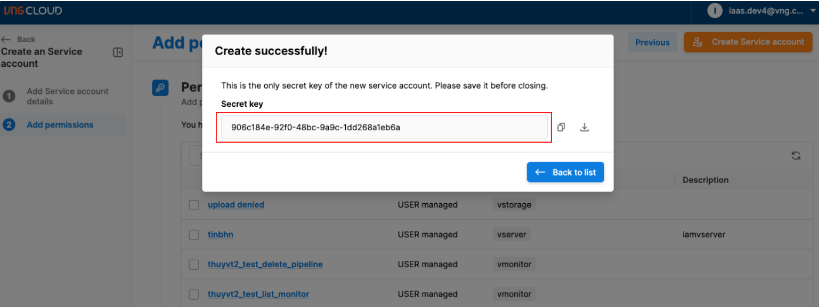 VNG CLOUD
iaas.dev4@vng.c...
Back
Create an Service
account
1 Add Service account
details
2 Add permissions
Add p
Previous
Create Service account
Create successfully!
This is the only secret key of the new service account. Please save it before closing.
Secret key
906c184e-92f0-48bc-9a9c-1dd268a1eb6a
Back to list
Per
Add p
You h
Description
upload denied USER managed vstorage
tinbhn USER managed vserver iamvserver
thuyvt2_test_delete_pipeline USER managed vmonitor
thuyvt2_test_list_monitor USER managed vmonitor